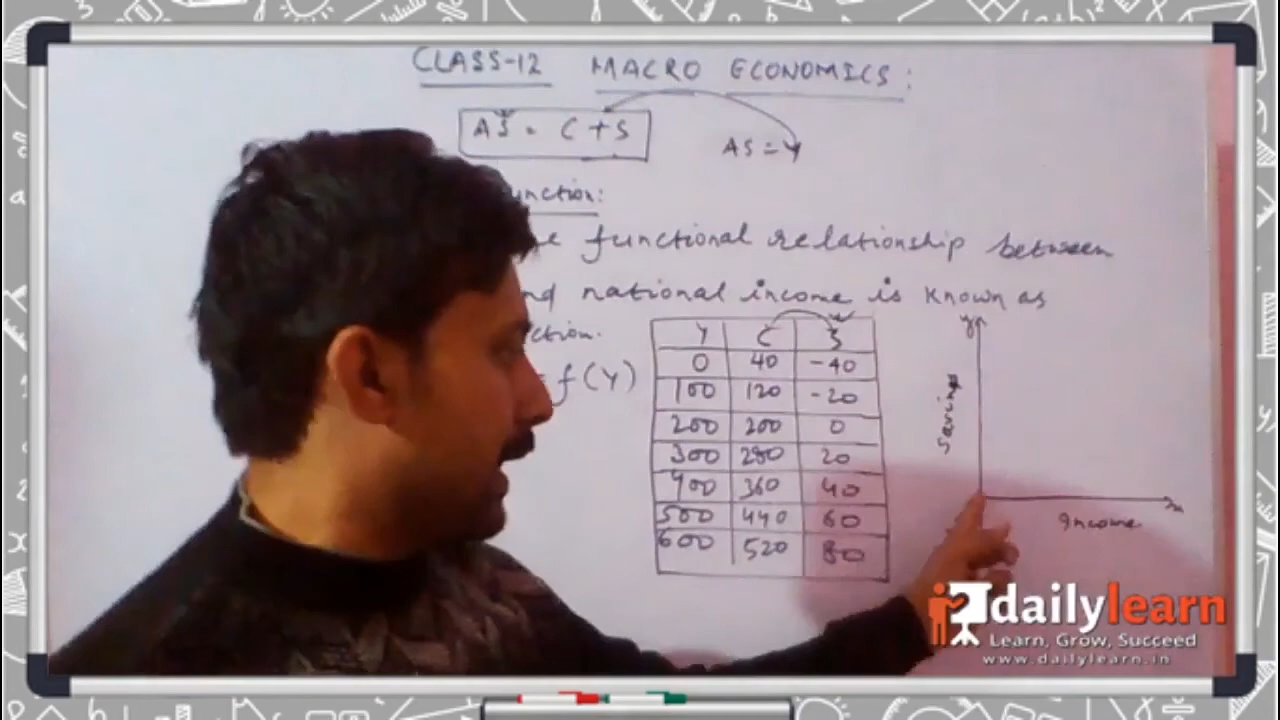 CLASS-12 MACRO ECONOMICS:
AS = C + S
AS = Y
unction:
e functional relationship between
nd national income is known as
ction.
f(Y)
Y C S
0 40 -40
100 120 -20
200 200 0
300 280 20
400 360 40
500 440 60
600 520 80
y
Saving
Income
x
dailylearn
Learn, Grow, Succeed
www.dailylearn.in